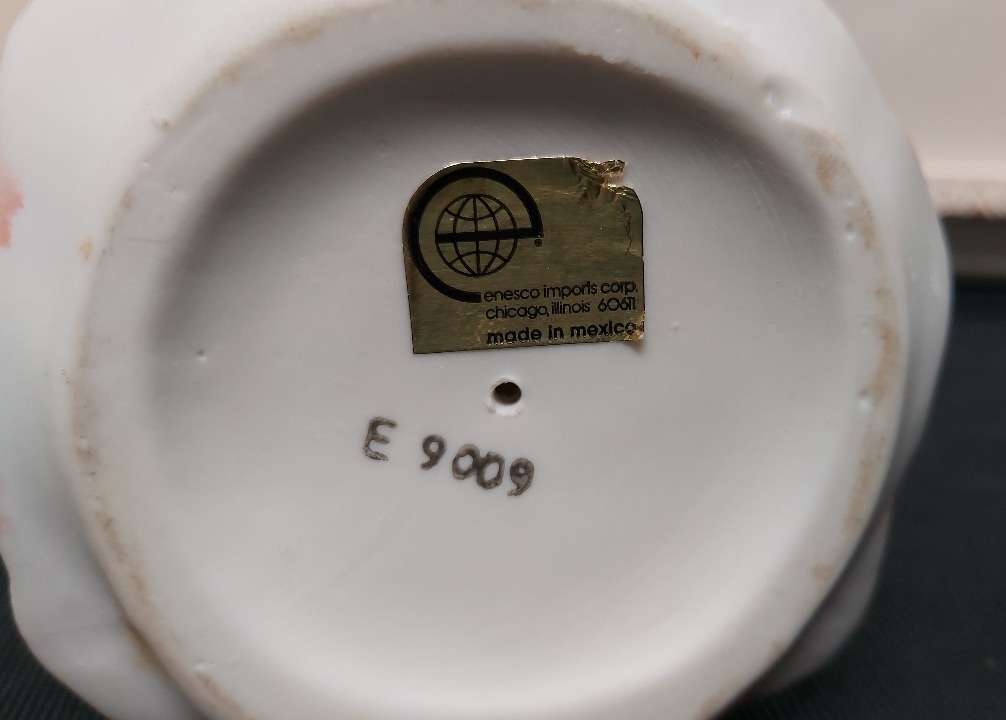 enesco imports corp.
chicago, illinois 60611
made in mexico
E 9009